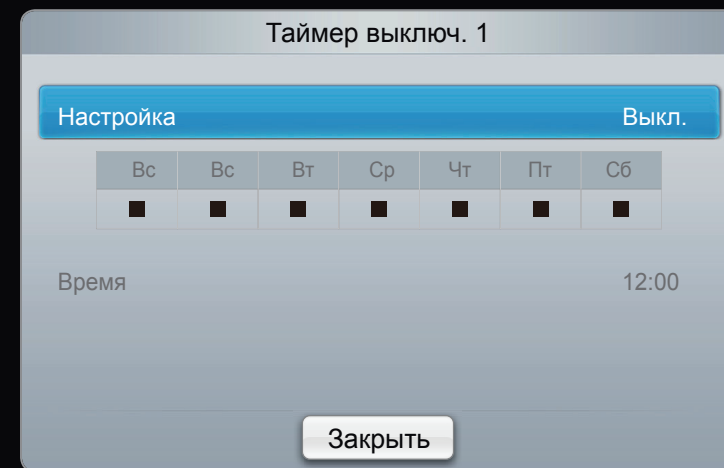 Таймер выключ. 1
Настройка Выкл.
Вс Вс Вт Ср Чт Пт Сб
Время 12:00
Закрыть